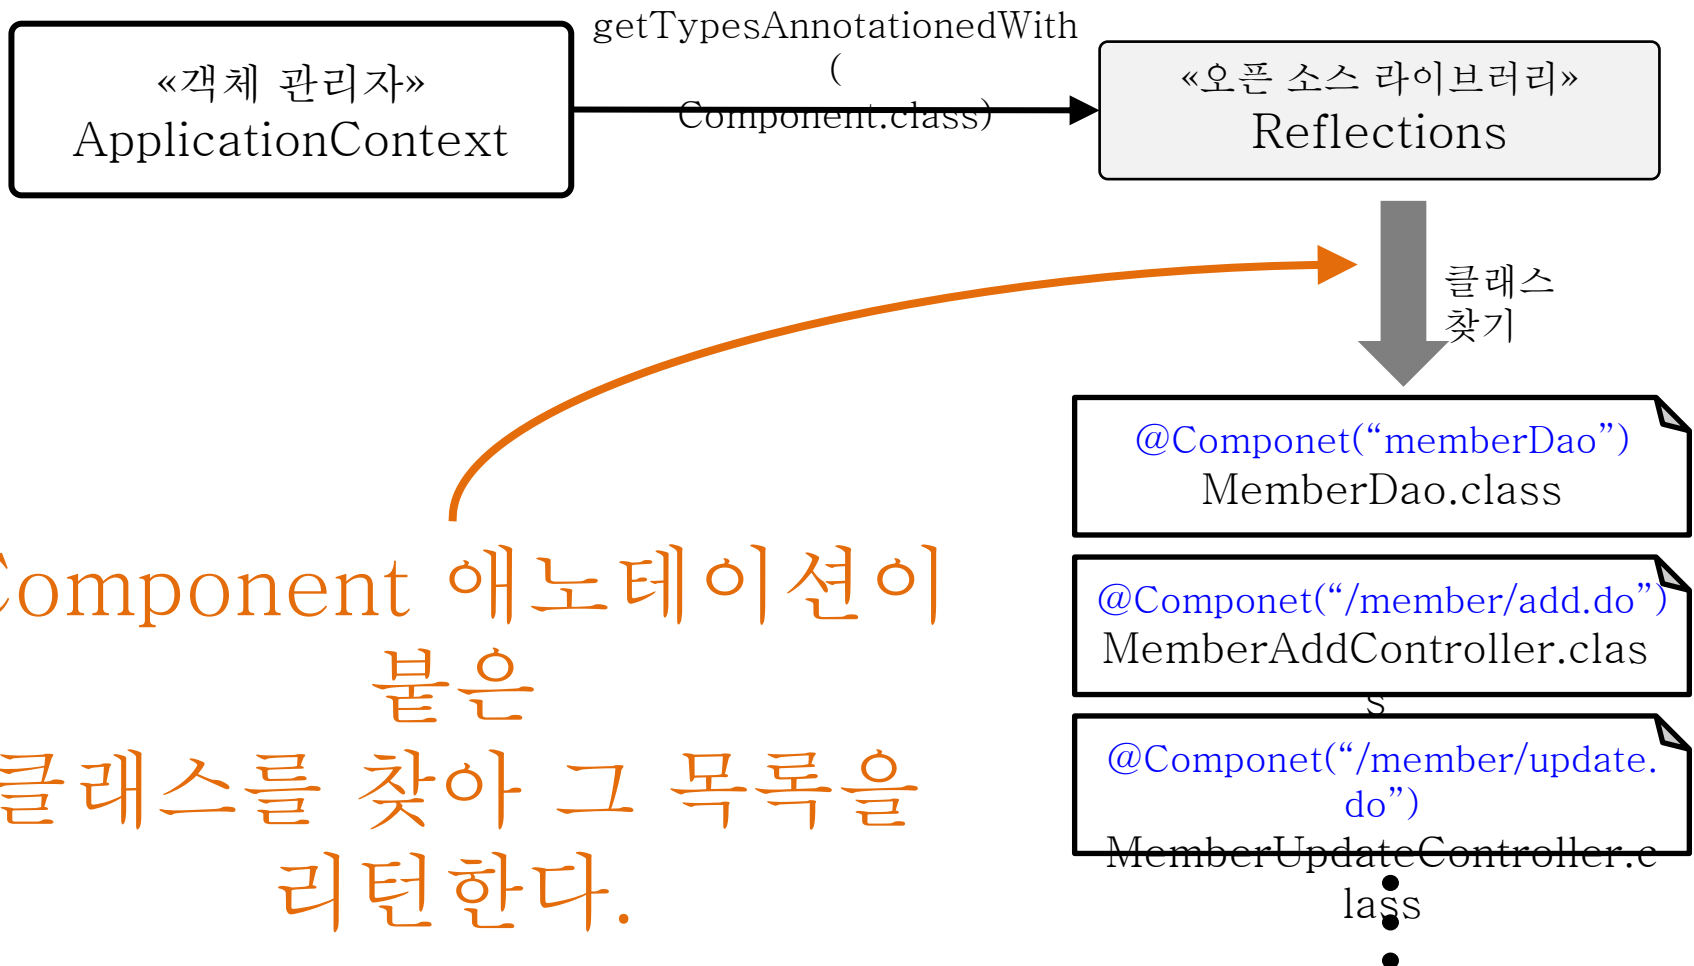 «객체 관리자»
ApplicationContext
getTypesAnnotationedWith
(
Component.class)
«오픈 소스 라이브러리»
Reflections
클래스
찾기
@Componet(“memberDao”)
MemberDao.class
@Componet(“/member/add.do”)
MemberAddController.clas
s
@Componet(“/member/update.
do”)
MemberUpdateController.c
lass
Component 애노테이션이
붙은
클래스를 찾아 그 목록을
리턴한다.